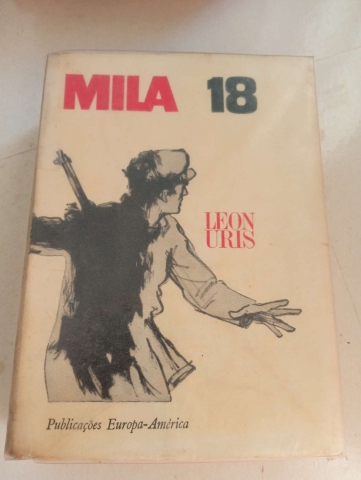 MILA 18
LEON
URIS
Publicações Europa-América